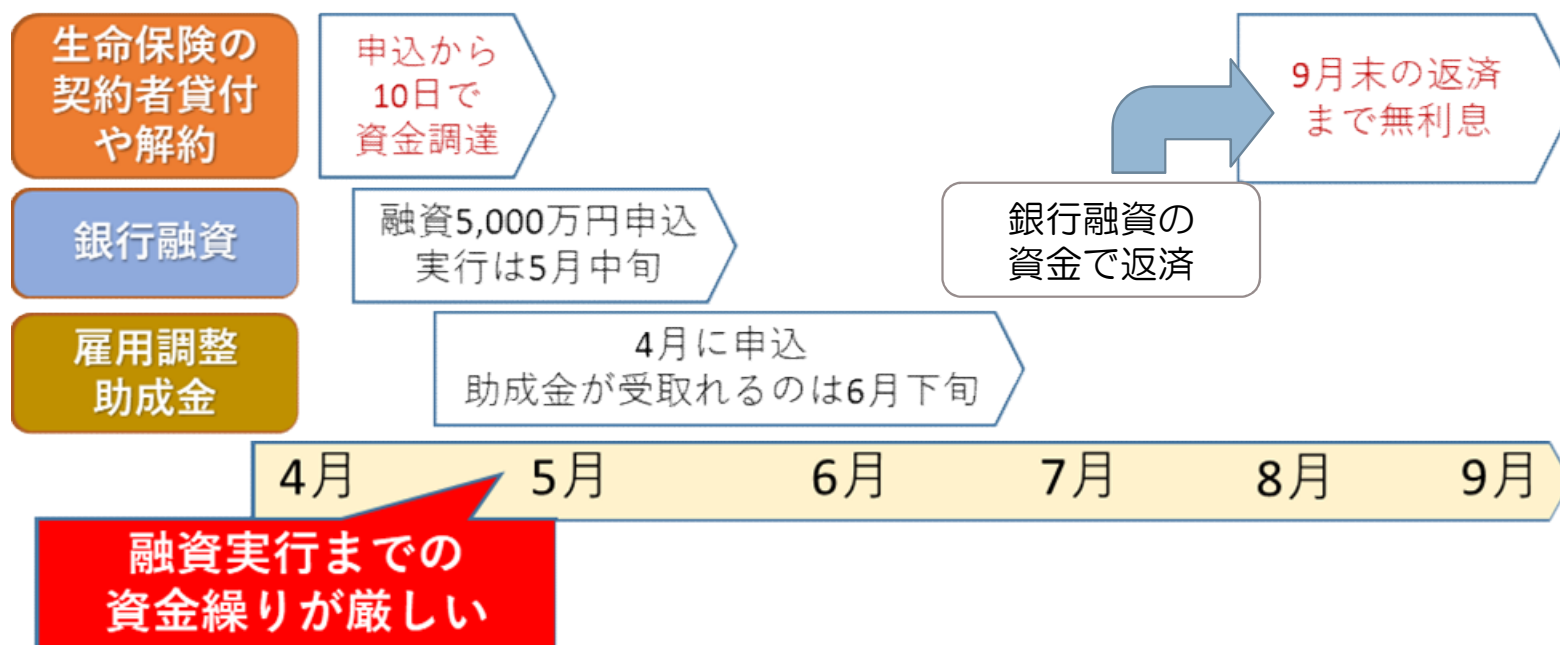 生命保険の
契約者貸付
や解約
申込から
10日で
資金調達
9月末の返済
まで無利息
銀行融資
融資5,000万円申込
実行は5月中旬
銀行融資の
資金で返済
雇用調整
助成金
4月に申込
助成金が受取れるのは6月下旬
4月 5月 6月 7月 8月 9月
融資実行までの
資金繰りが厳しい